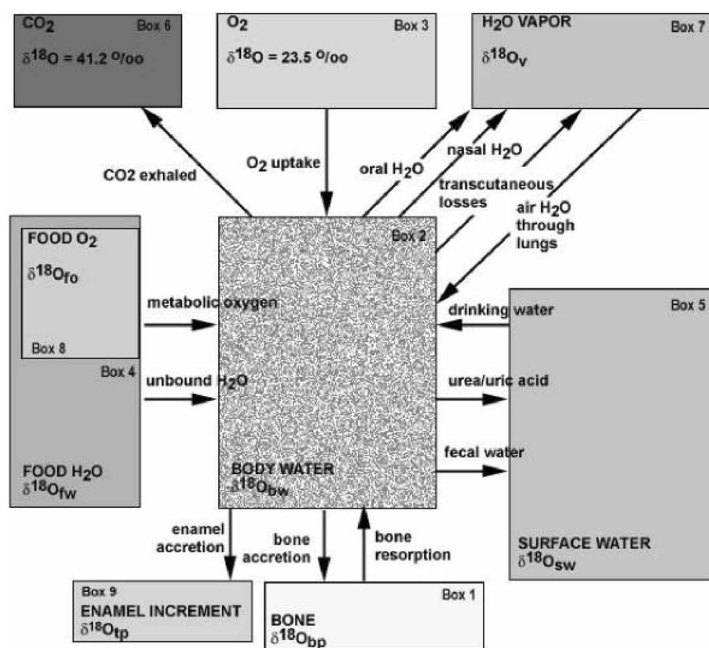 CO2 Box 6
δ18O = 41.2 o/oo
O2 Box 3
δ18O = 23.5 o/oo
H2O VAPOR Box 7
δ18Ov
CO2 exhaled
O2 uptake
oral H2O
nasal H2O
transcutaneous
losses
air H2O
through
lungs
FOOD O2
δ18Ofo
Box 8
Box 4
FOOD H2O
δ18Ofw
metabolic oxygen
unbound H2O
Box 2
BODY WATER
δ18Obw
drinking water
urea/uric acid
fecal water
Box 5
SURFACE WATER
δ18Osw
enamel
accretion
bone
accretion
bone
resorption
Box 9
ENAMEL INCREMENT
δ18Otp
Box 1
BONE
δ18Obp